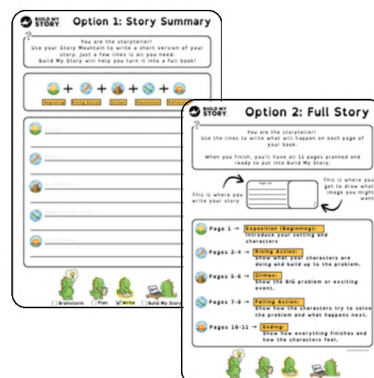 BUILD MY
STORY
Option 1: Story Summary
You are the storyteller!
Use your Story Mountain to write a short version of your
story. Just a few lines is all you need.
Build My Story will help you turn it into a full book!
+ + + +
Beginning
Rising Action
Climax
Resolution
Brainstorm
Plan
Write
Build My Story
BUILD MY
STORY
Option 2: Full Story
You are the storyteller!
Use the lines to write what will happen on each page of
your book.
When you finish, you'll have all 11 pages planned and
ready to put into Build My Story.
This is where you
write your story
This is where you
get to draw what
image you might
want
Page 1 → Exposition (Beginning):
Introduce your setting and
characters
Pages 2-4 → Rising Action:
Show what your characters are
doing and build up to the problem.
Pages 5-6 → Climax:
Show the BIG problem or exciting
event.
Pages 7-9 → Falling Action:
Show how the characters try to solve
the problem and what happens next.
Pages 10-11 → Ending:
Show how everything finishes and
how the characters feel.